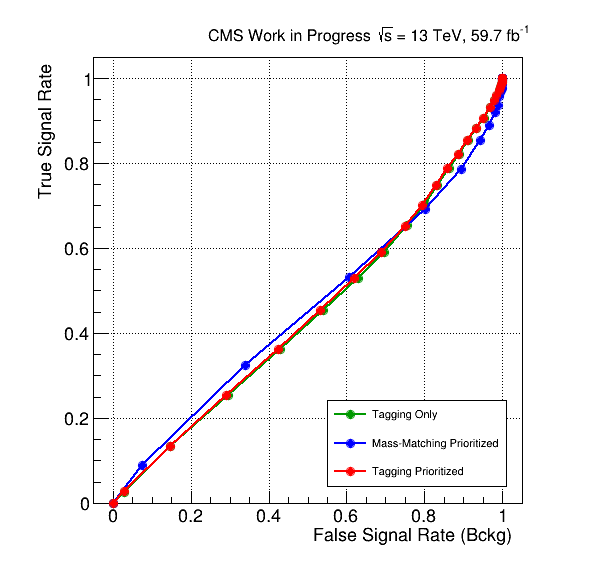 CMS Work in Progress √s = 13 TeV, 59.7 fb⁻¹
True Signal Rate
1
0.8
0.6
0.4
0.2
0
Tagging Only
Mass-Matching Prioritized
Tagging Prioritized
0 0.2 0.4 0.6 0.8 1
False Signal Rate (Bckg)